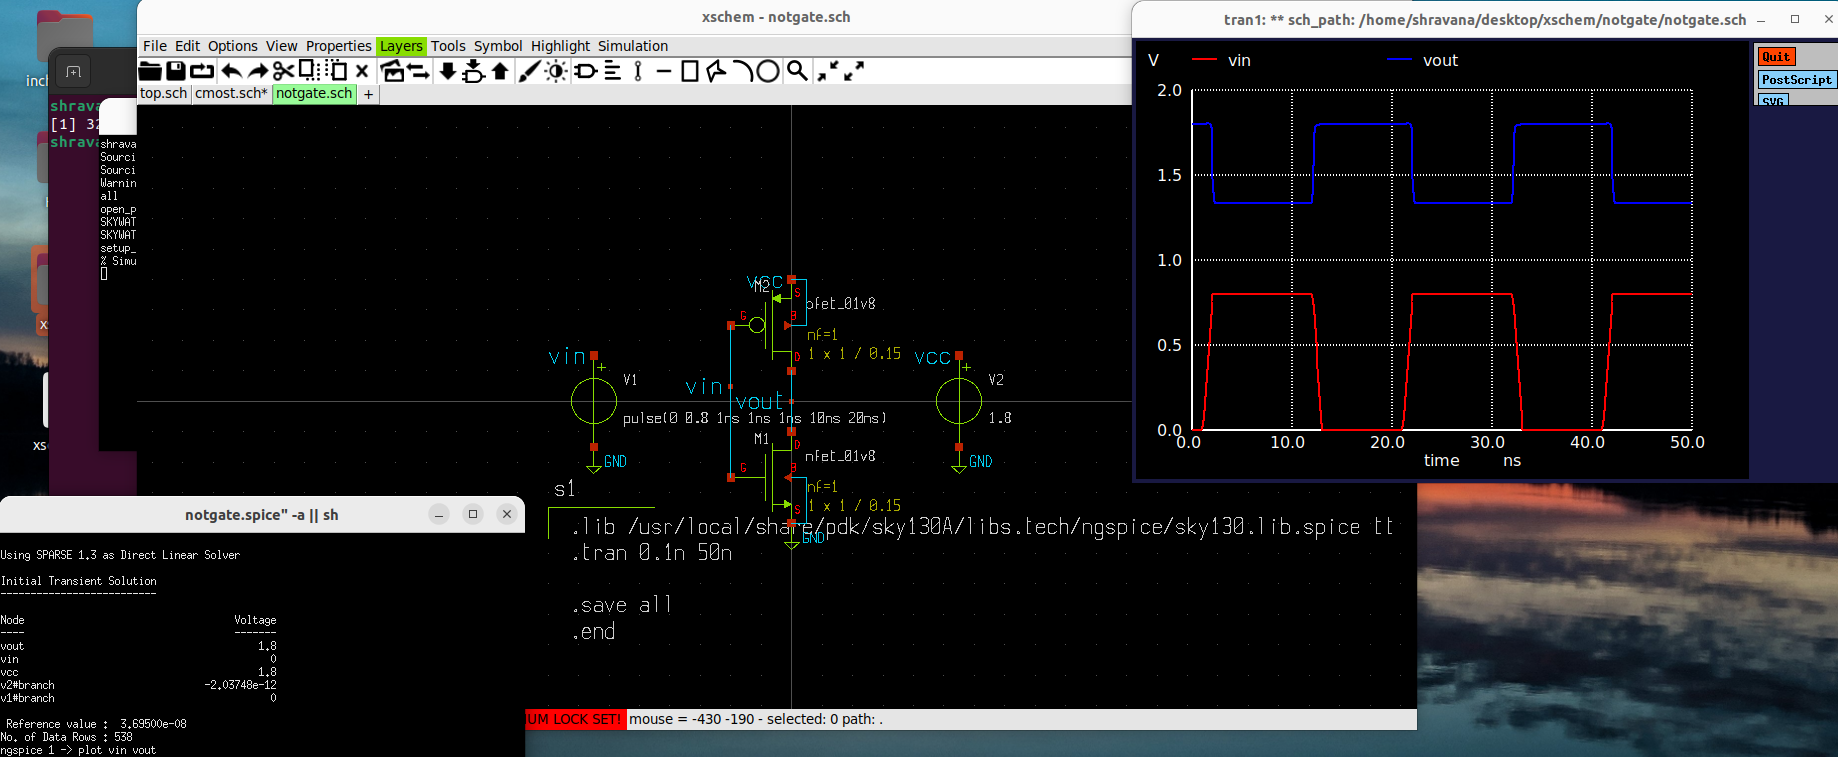 xschem - notgate.sch
File Edit Options View Properties Layers Tools Symbol Highlight Simulation
top.sch cmost.sch* notgate.sch +
incl
shrava
[1] 32
shrava
shrava
Sourci
Sourci
Warnin
all
open_p
SKYWAT
SKYWAT
setup_
% Simu
vcc
M2
S
pfet_01v8
G
B
nf=1
1 x 1 / 0.15
D
vin
+
V1
pulse(0 0.8 1ns 1ns 1ns 10ns 20ns)
GND
vin
vout
vcc
+
V2
1.8
GND
M1
D
nfet_01v8
G
B
nf=1
1 x 1 / 0.15
S
GND
s1
.lib /usr/local/share/pdk/sky130A/libs.tech/ngspice/sky130.lib.spice tt
.tran 0.1n 50n
.save all
.end
UM LOCK SET! mouse = -430 -190 - selected: 0 path: .
tran1: ** sch_path: /home/shravana/desktop/xschem/notgate/notgate.sch
Quit
PostScript
SVG
V vin vout
2.0
1.5
1.0
0.5
0.0
0.0 10.0 20.0 30.0 40.0 50.0
time ns
notgate.spice" -a || sh
Using SPARSE 1.3 as Direct Linear Solver
Initial Transient Solution
--------------------------
Node Voltage
---- -------
vout 1.8
vin 0
vcc 1.8
v2#branch -2.03748e-12
v1#branch 0
Reference value : 3.69500e-08
No. of Data Rows : 538
ngspice 1 -> plot vin vout